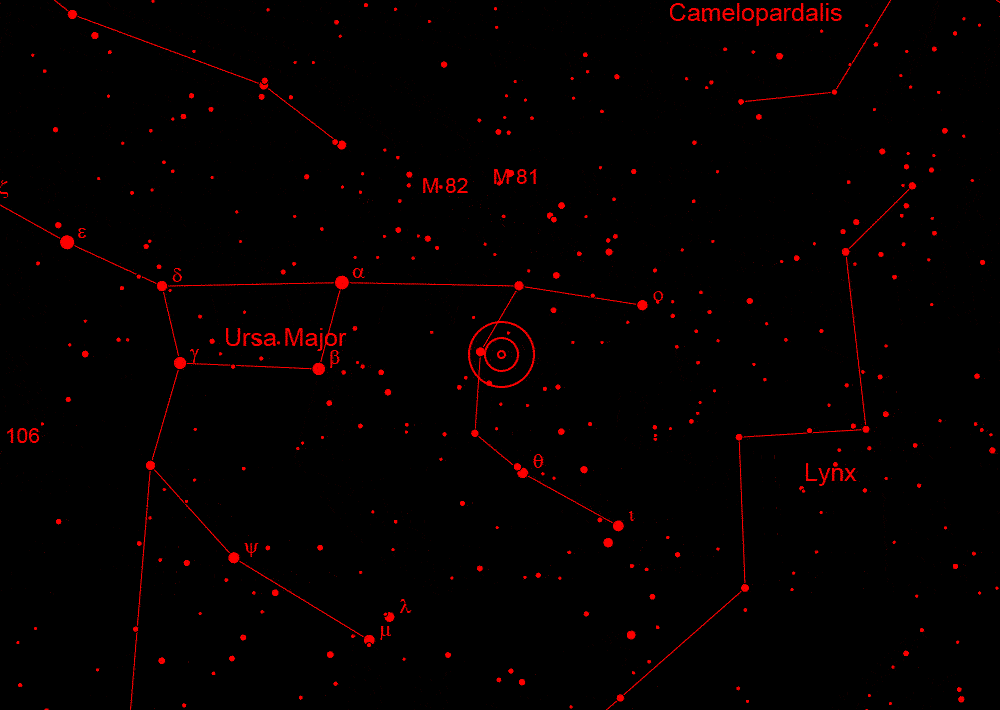 Camelopardalis
M 82
M 81
ζ
ε
δ
α
ο
Ursa Major
γ
β
106
θ
Lynx
ι
ψ
λ
μ